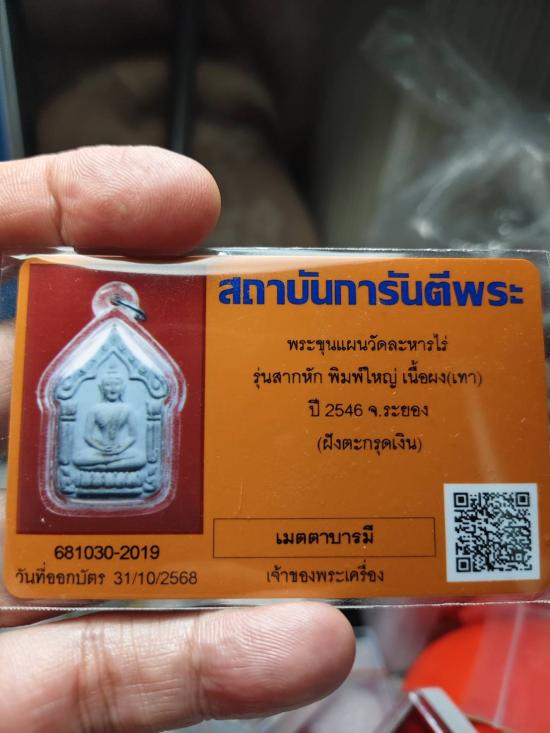 สถาบันการันตีพระ
พระขุนแผนวัดละหารไร่
รุ่นสากหัก พิมพ์ใหญ่ เนื้อผง(เทา)
ปี 2546 จ.ระยอง
(ฝังตะกรุดเงิน)
เมตตาบารมี
เจ้าของพระเครื่อง
681030-2019
วันที่ออกบัตร 31/10/2568